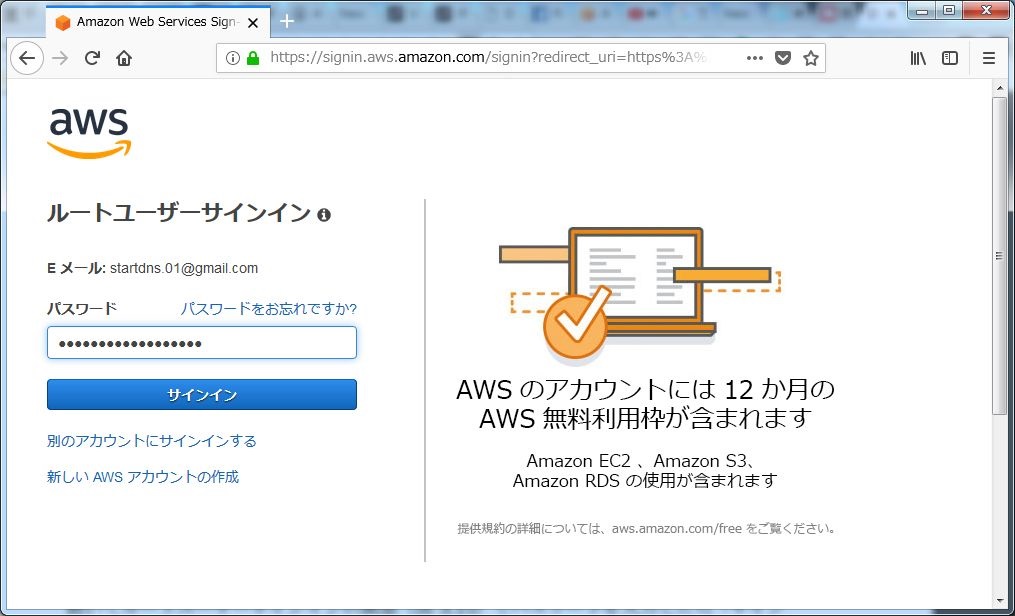 Amazon Web Services Sign-
https://signin.aws.amazon.com/signin?redirect_uri=https%3A%
aws
ルートユーザーサインイン
E メール: startdns.01@gmail.com
パスワード パスワードをお忘れですか?
サインイン
別のアカウントにサインインする
新しい AWS アカウントの作成
AWS のアカウントには 12 か月の
AWS 無料利用枠が含まれます
Amazon EC2 、Amazon S3、
Amazon RDS の使用が含まれます
提供規約の詳細については、aws.amazon.com/free をご覧ください。